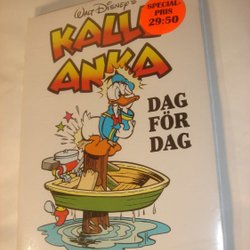 WALT DISNEY'S
SPECIAL-
PRIS
29:50
KALLE
ANKA
DAG
FÖR
DAG